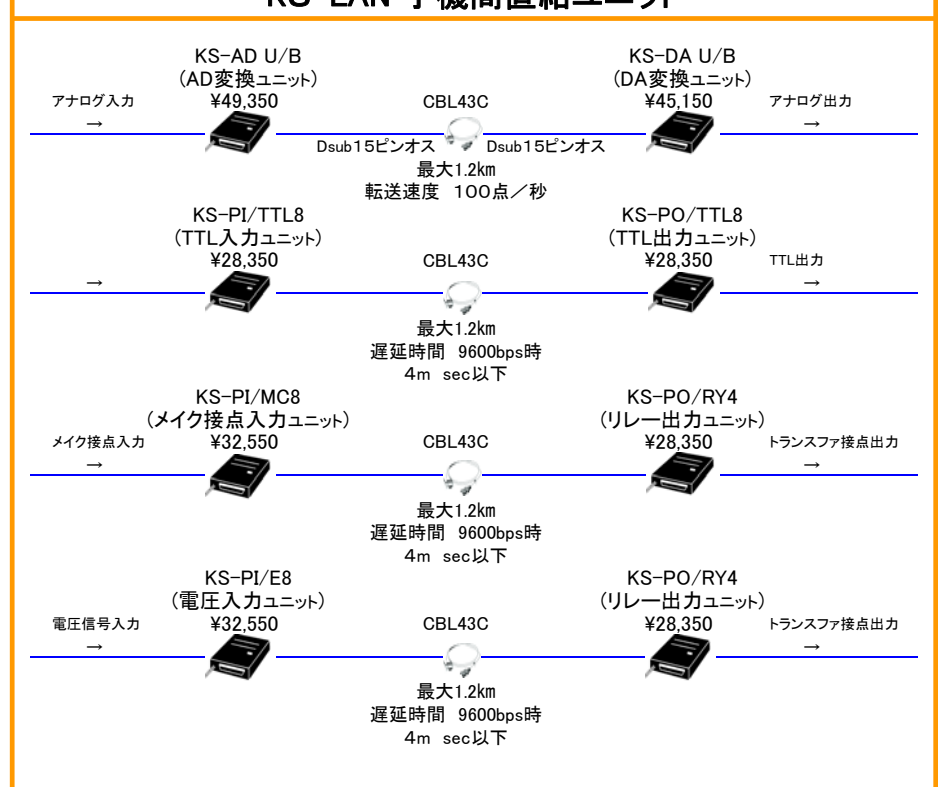 KS-AD U/B
KS-DA U/B
（AD変換ユニット）
（DA変換ユニット）
アナログ入力
¥49,350
CBL43C
¥45,150
アナログ出力
→
→
Dsub15ピンオス
Dsub15ピンオス
最大1.2km
転送速度　100点／秒
KS-PI/TTL8
KS-PO/TTL8
（TTL入力ユニット）
（TTL出力ユニット）
¥28,350
CBL43C
¥28,350
TTL出力
→
→
最大1.2km
遅延時間　9600bps時
4m　sec以下
KS-PI/MC8
KS-PO/RY4
（メイク接点入力ユニット）
（リレー出力ユニット）
メイク接点入力
¥32,550
CBL43C
¥28,350
トランスファ接点出力
→
→
最大1.2km
遅延時間　9600bps時
4m　sec以下
KS-PI/E8
KS-PO/RY4
（電圧入力ユニット）
（リレー出力ユニット）
電圧信号入力
¥32,550
CBL43C
¥28,350
トランスファ接点出力
→
→
最大1.2km
遅延時間　9600bps時
4m　sec以下